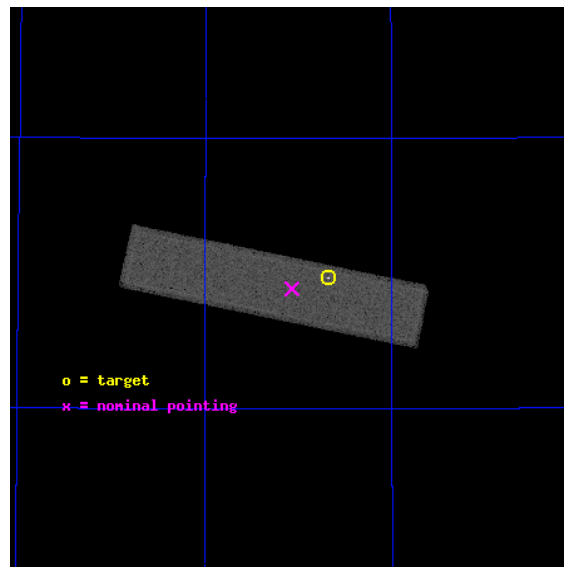 o = target
x = nominal pointing